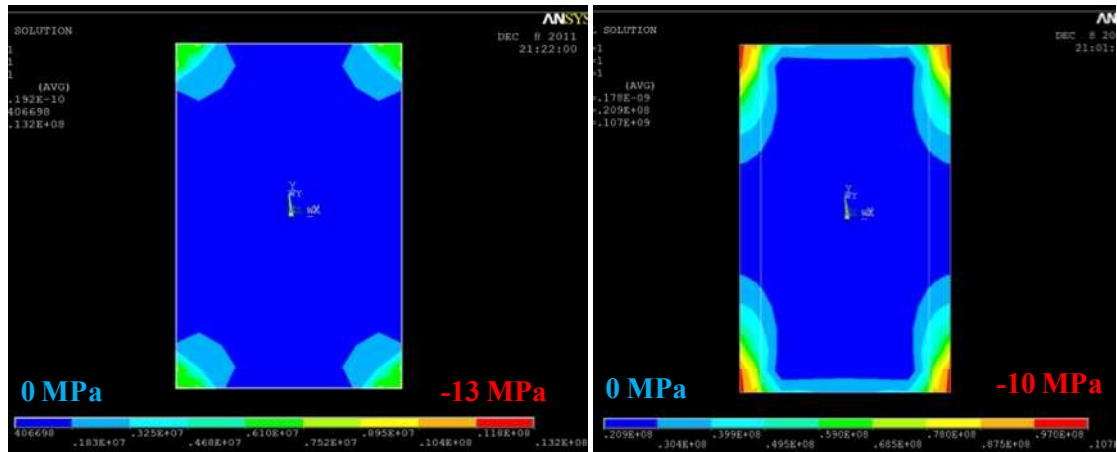 ANSYS
SOLUTION
DEC 8 2011
21:22:00
1
1
1
(AVG)
.192E-10
406698
.132E+08
Y
WX
0 MPa
-13 MPa
406698 .325E+07 .610E+07 .895E+07 .118E+08
.183E+07 .468E+07 .752E+07 .104E+08 .132E+08
ANSYS
L SOLUTION
DEC 8 20
21:01:
=1
=1
=1
(AVG)
=.178E-09
=.209E+08
=.107E+09
Y
WX
0 MPa
-10 MPa
.209E+08 .399E+08 .590E+08 .780E+08 .970E+08
.304E+08 .495E+08 .685E+08 .875E+08 .107E